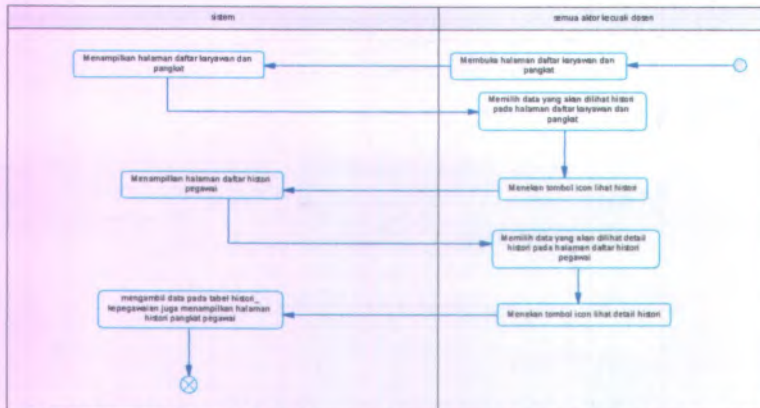 sistem
semua aktor kecuali dosen
Menampilkan halaman daftar karyawan dan
pangkat
Membuka halaman daftar karyawan dan
pangkat
Memilih data yang akan dilihat histori
pada halaman daftar karyawan dan
pangkat
Menampilkan halaman daftar histori
pegawai
Menekan tombol icon lihat histori
Memilih data yang akan dilihat detail
histori pada halaman daftar histori
pegawai
mengambil data pada tabel histori_
kepegawaian juga menampilkan halaman
histori pangkat pegawai
Menekan tombol icon lihat detail histori